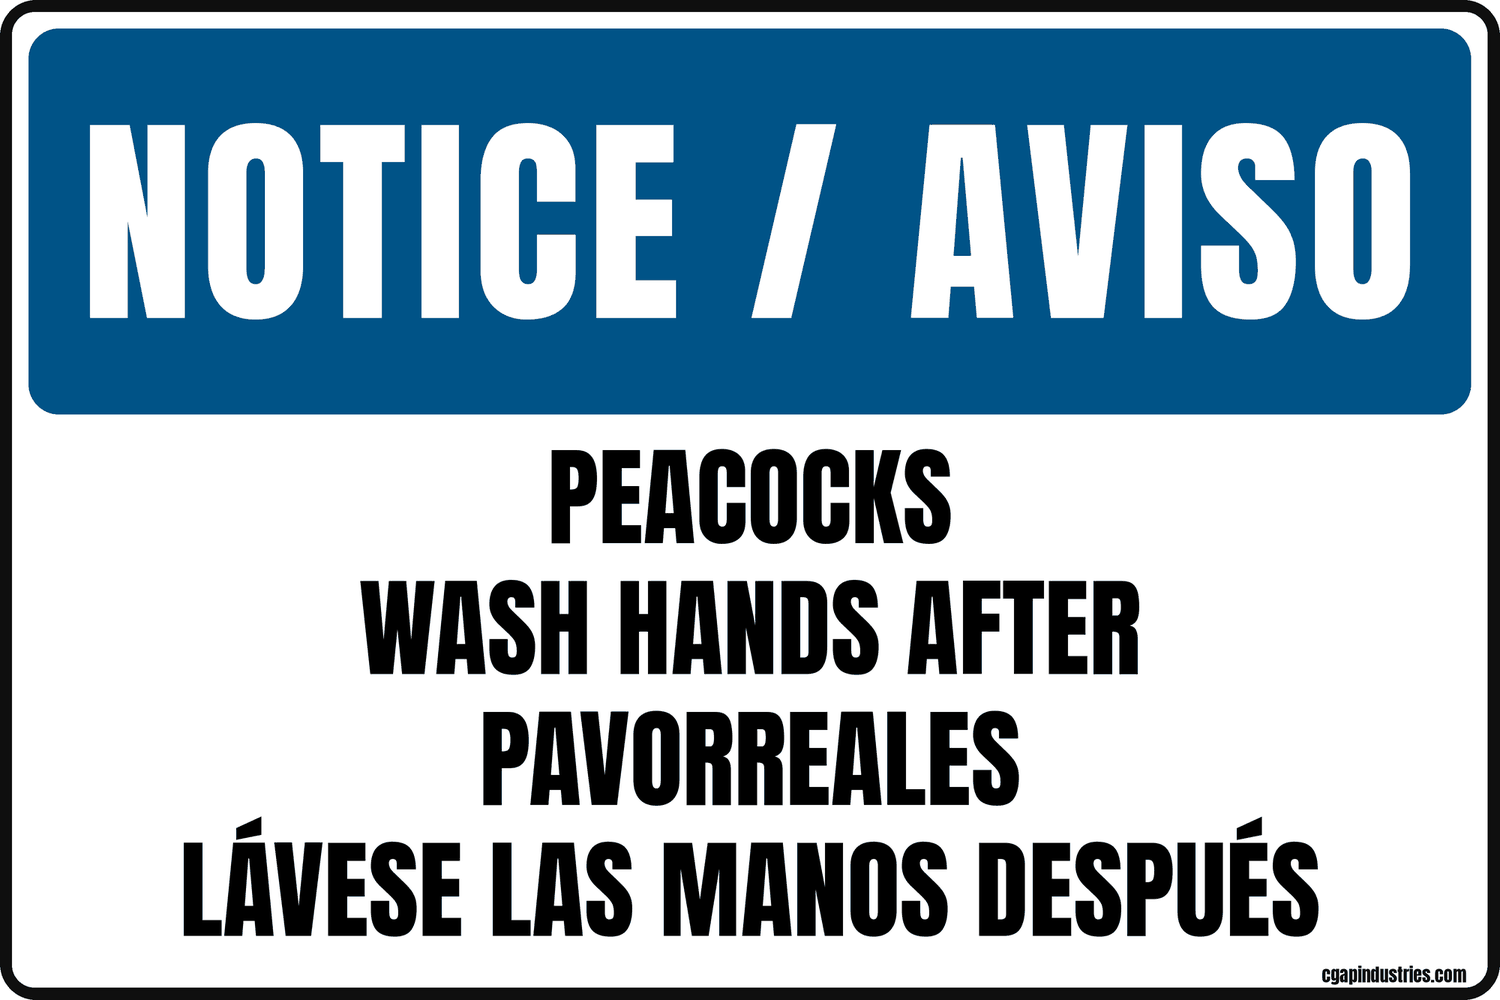 NOTICE / AVISO
PEACOCKS
WASH HANDS AFTER
PAVORREALES
LÁVESE LAS MANOS DESPUÉS
cgapindustries.com